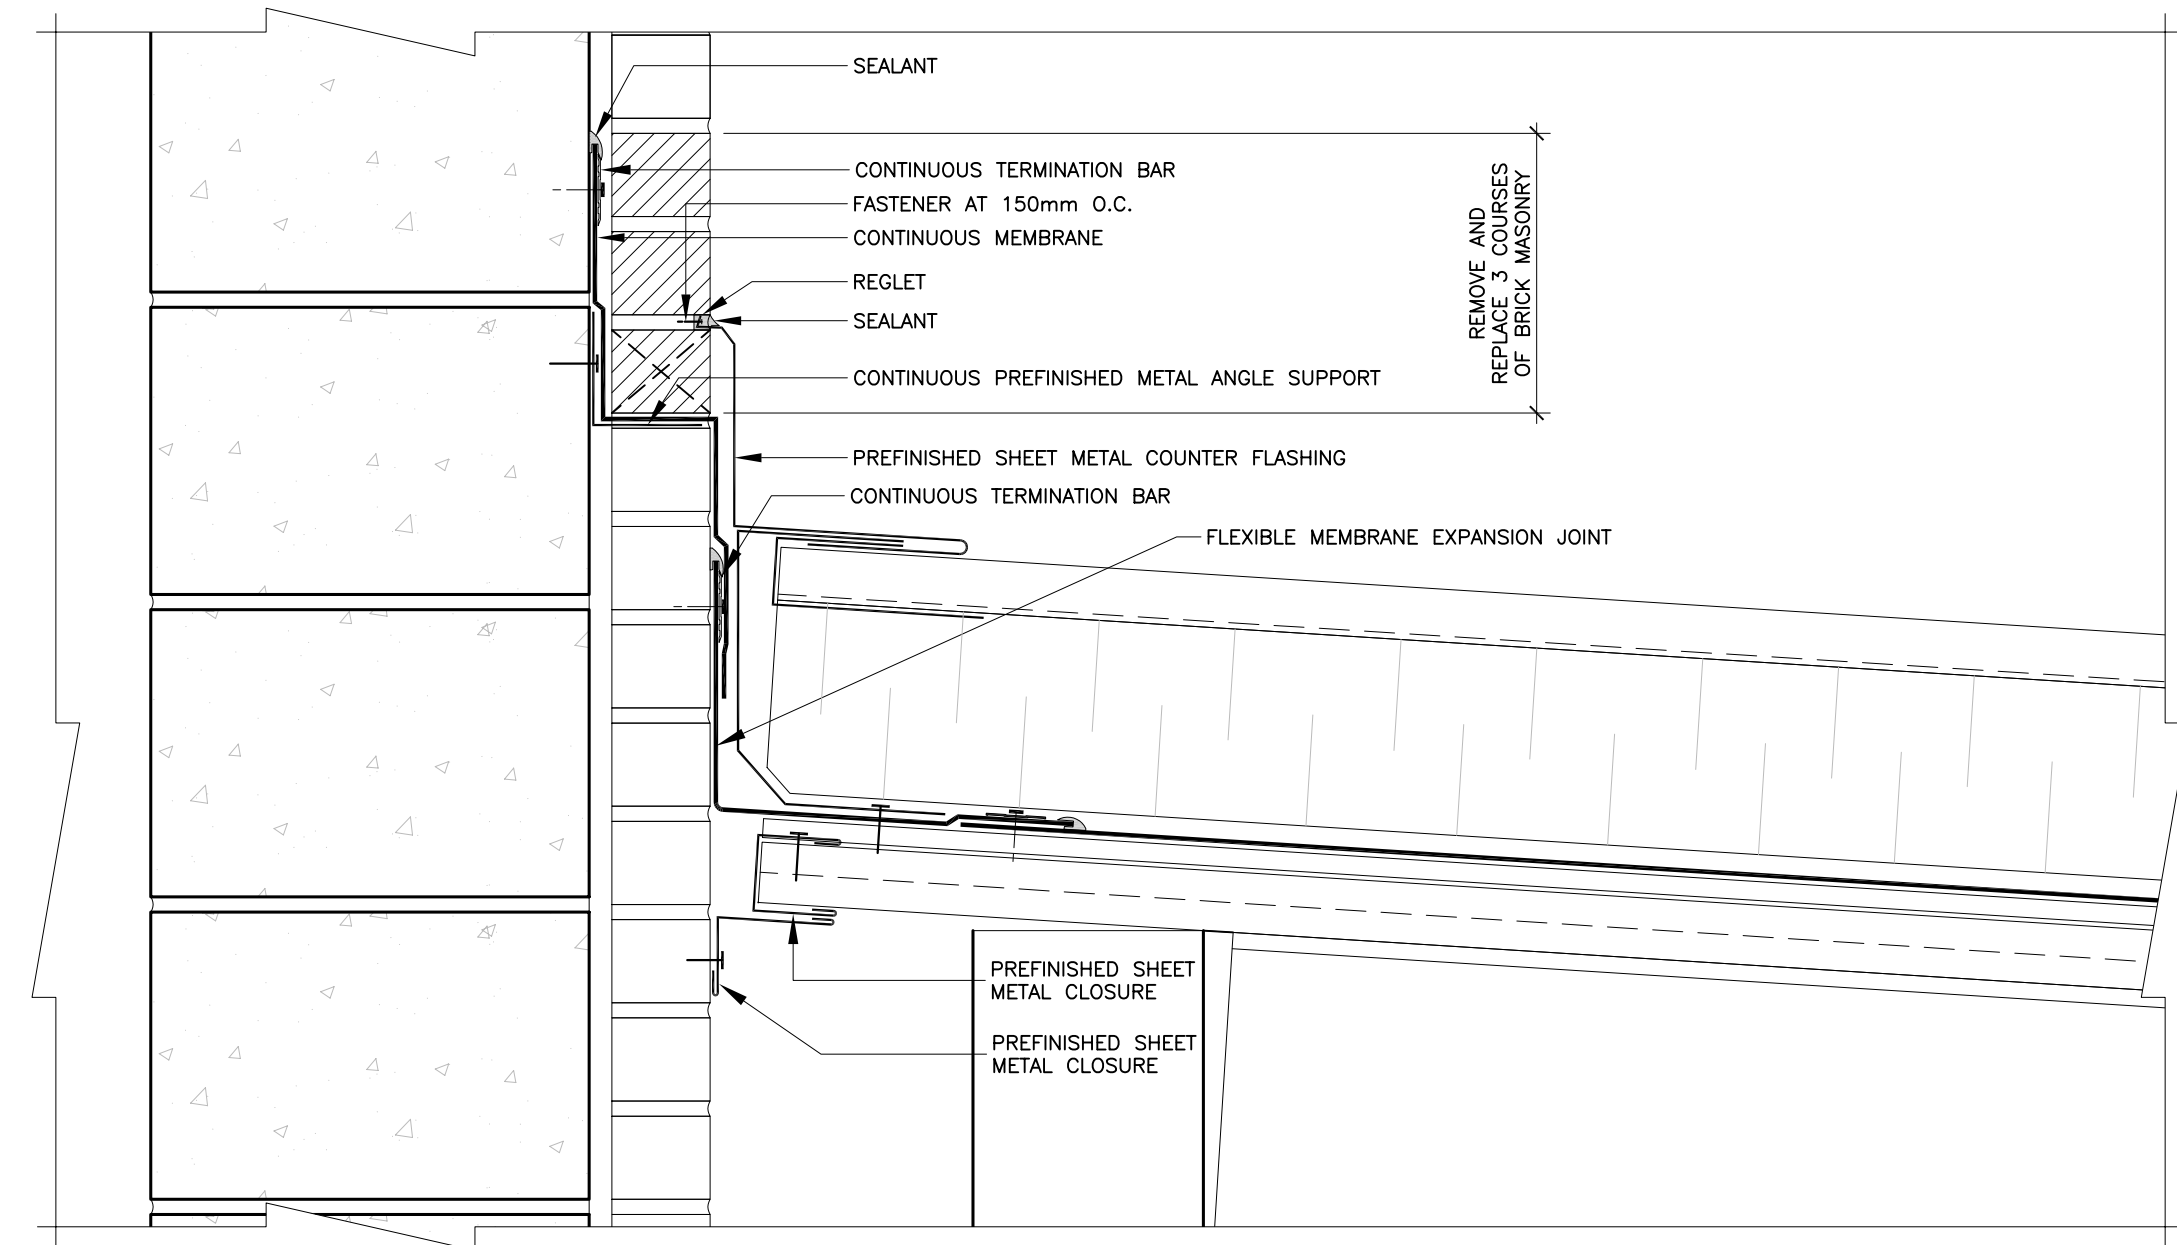 SEALANT
CONTINUOUS TERMINATION BAR
FASTENER AT 150mm O.C.
CONTINUOUS MEMBRANE
REGLET
SEALANT
CONTINUOUS PREFINISHED METAL ANGLE SUPPORT
REMOVE AND
REPLACE 3 COURSES
OF BRICK MASONRY
PREFINISHED SHEET METAL COUNTER FLASHING
CONTINUOUS TERMINATION BAR
FLEXIBLE MEMBRANE EXPANSION JOINT
PREFINISHED SHEET
METAL CLOSURE
PREFINISHED SHEET
METAL CLOSURE